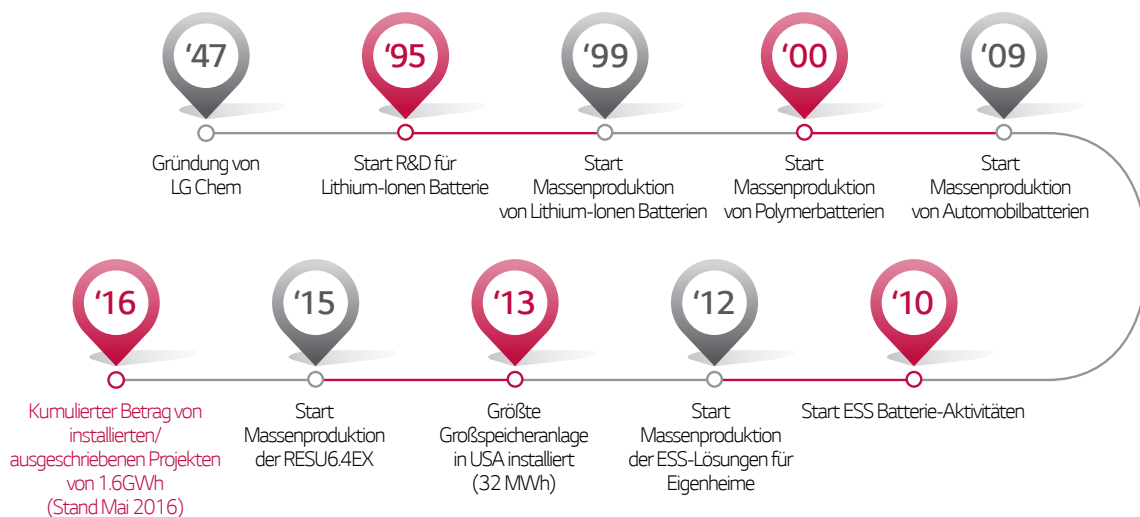 ‘47
Gründung von
LG Chem
‘95
Start R&D für
Lithium-Ionen Batterie
‘99
Start
Massenproduktion
von Lithium-Ionen Batterien
‘00
Start
Massenproduktion
von Polymerbatterien
‘09
Start
Massenproduktion
von Automobilbatterien
‘10
Start ESS Batterie-Aktivitäten
‘12
Start
Massenproduktion
der ESS-Lösungen für
Eigenheime
‘13
Größte
Großspeicheranlage
in USA installiert
(32 MWh)
‘15
Start
Massenproduktion
der RESU6.4EX
‘16
Kumulierter Betrag von
installierten/
ausgeschriebenen Projekten
von 1.6GWh
(Stand Mai 2016)